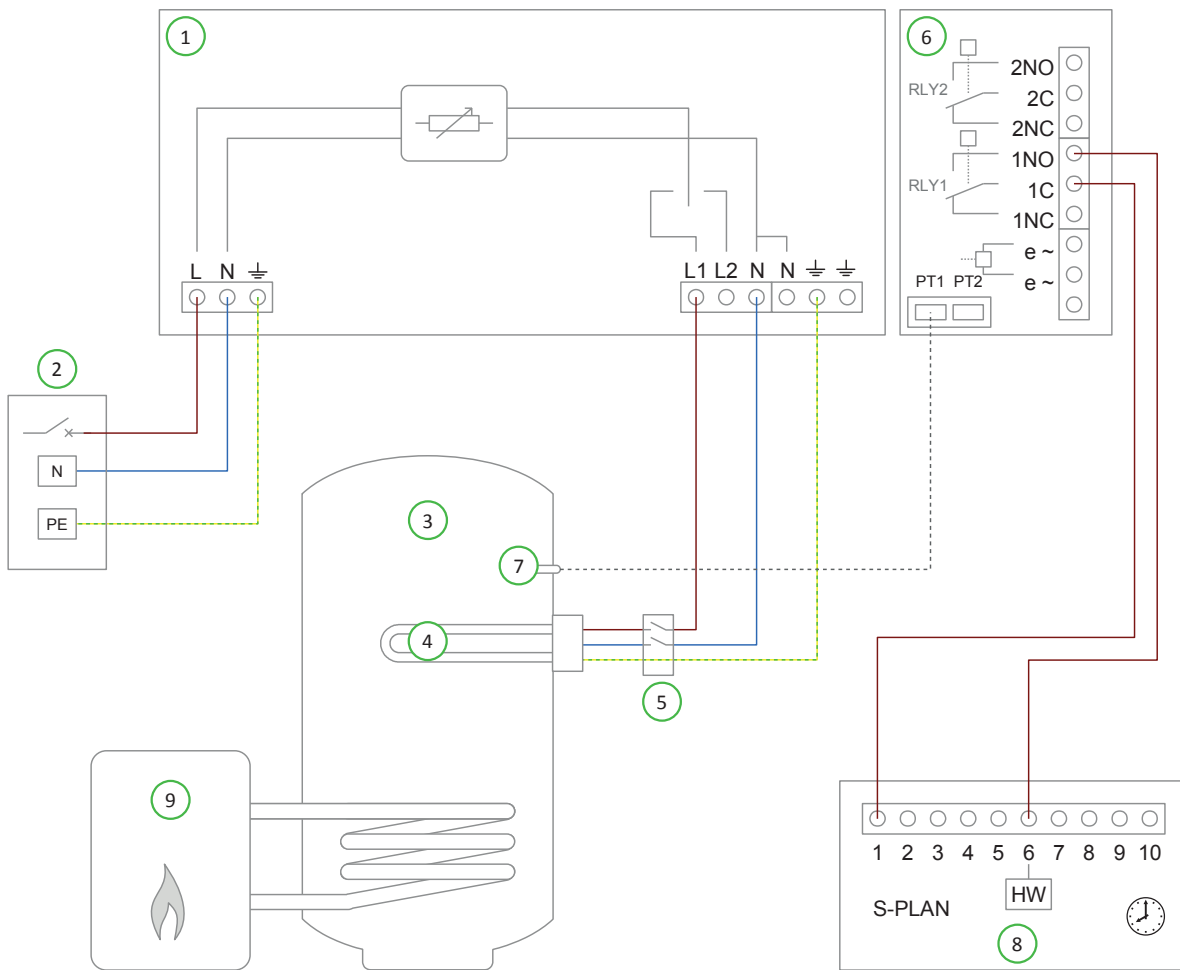 1
6
2NO
RLY2
2C
2NC
1NO
RLY1
1C
1NC
e ~
e ~
PT1 PT2
L N
L1 L2 N N
2
N
PE
3
7
4
5
9
1 2 3 4 5 6 7 8 9 10
HW
S-PLAN
8